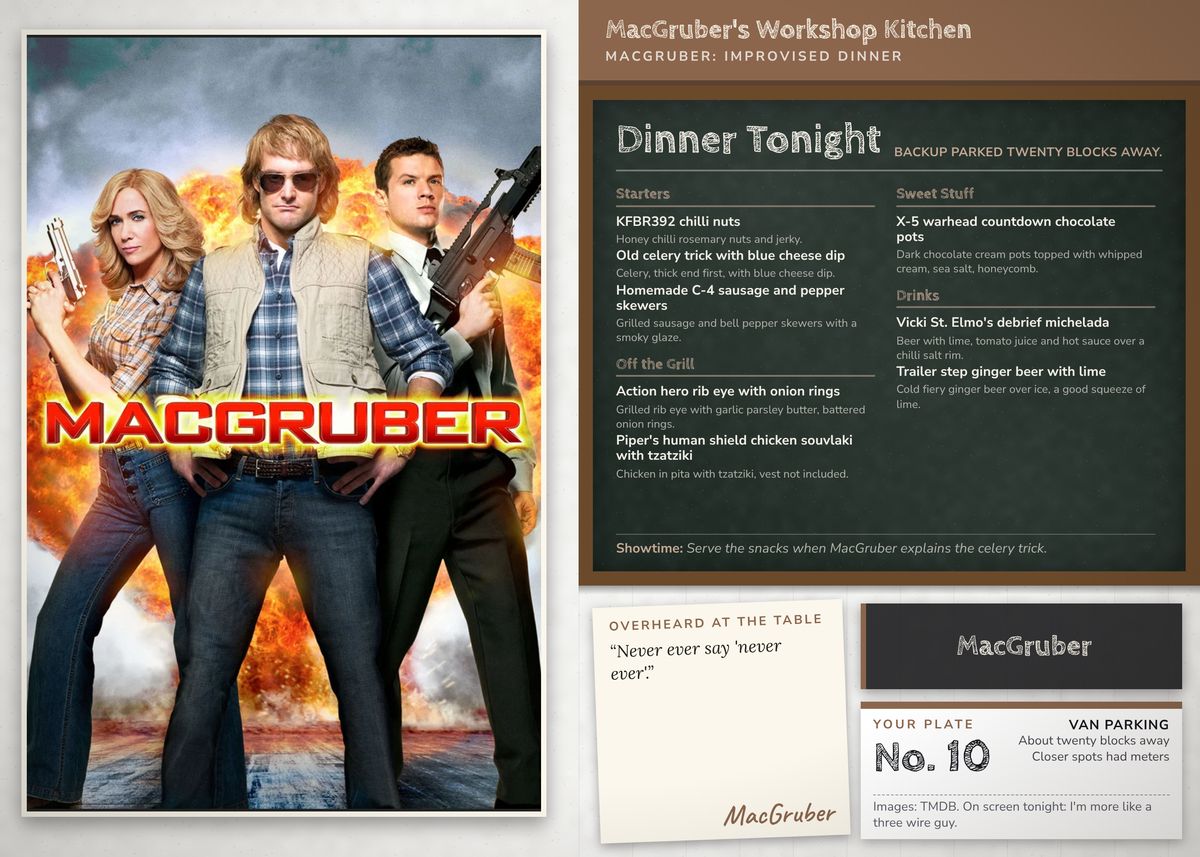 MACGRUBER
MacGruber's Workshop Kitchen
MACGRUBER: IMPROVISED DINNER
Dinner Tonight
BACKUP PARKED TWENTY BLOCKS AWAY.
Starters
KFBR392 chilli nuts
Honey chilli rosemary nuts and jerky.
Old celery trick with blue cheese dip
Celery, thick end first, with blue cheese dip.
Homemade C-4 sausage and pepper
skewers
Grilled sausage and bell pepper skewers with a
smoky glaze.
Off the Grill
Action hero rib eye with onion rings
Grilled rib eye with garlic parsley butter, battered
onion rings.
Piper's human shield chicken souvlaki
with tzatziki
Chicken in pita with tzatziki, vest not included.
Sweet Stuff
X-5 warhead countdown chocolate
pots
Dark chocolate cream pots topped with whipped
cream, sea salt, honeycomb.
Drinks
Vicki St. Elmo's debrief michelada
Beer with lime, tomato juice and hot sauce over a
chilli salt rim.
Trailer step ginger beer with lime
Cold fiery ginger beer over ice, a good squeeze of
lime.
Showtime: Serve the snacks when MacGruber explains the celery trick.
OVERHEARD AT THE TABLE
“Never ever say 'never
ever'.”
MacGruber
MacGruber
YOUR PLATE
No. 10
VAN PARKING
About twenty blocks away
Closer spots had meters
Images: TMDB. On screen tonight: I'm more like a
three wire guy.